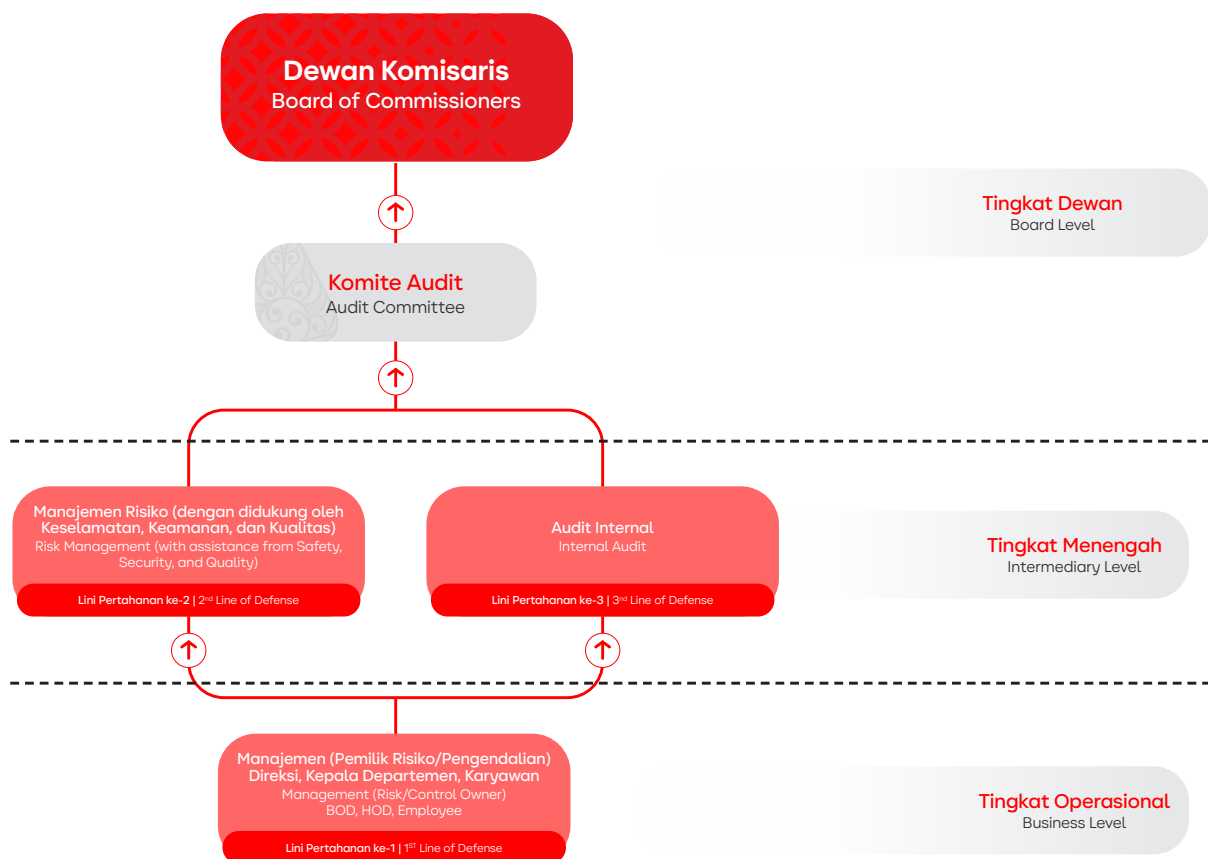 Dewan Komisaris
Board of Commissioners
Tingkat Dewan
Board Level
Komite Audit
Audit Committee
Manajemen Risiko (dengan didukung oleh
Keselamatan, Keamanan, dan Kualitas)
Risk Management (with assistance from Safety,
Security, and Quality)
Lini Pertahanan ke-2 | 2nd Line of Defense
Audit Internal
Internal Audit
Lini Pertahanan ke-3 | 3nd Line of Defense
Tingkat Menengah
Intermediary Level
Manajemen (Pemilik Risiko/Pengendalian)
Direksi, Kepala Departemen, Karyawan
Management (Risk/Control Owner)
BOD, HOD, Employee
Lini Pertahanan ke-1 | 1ST Line of Defense
Tingkat Operasional
Business Level